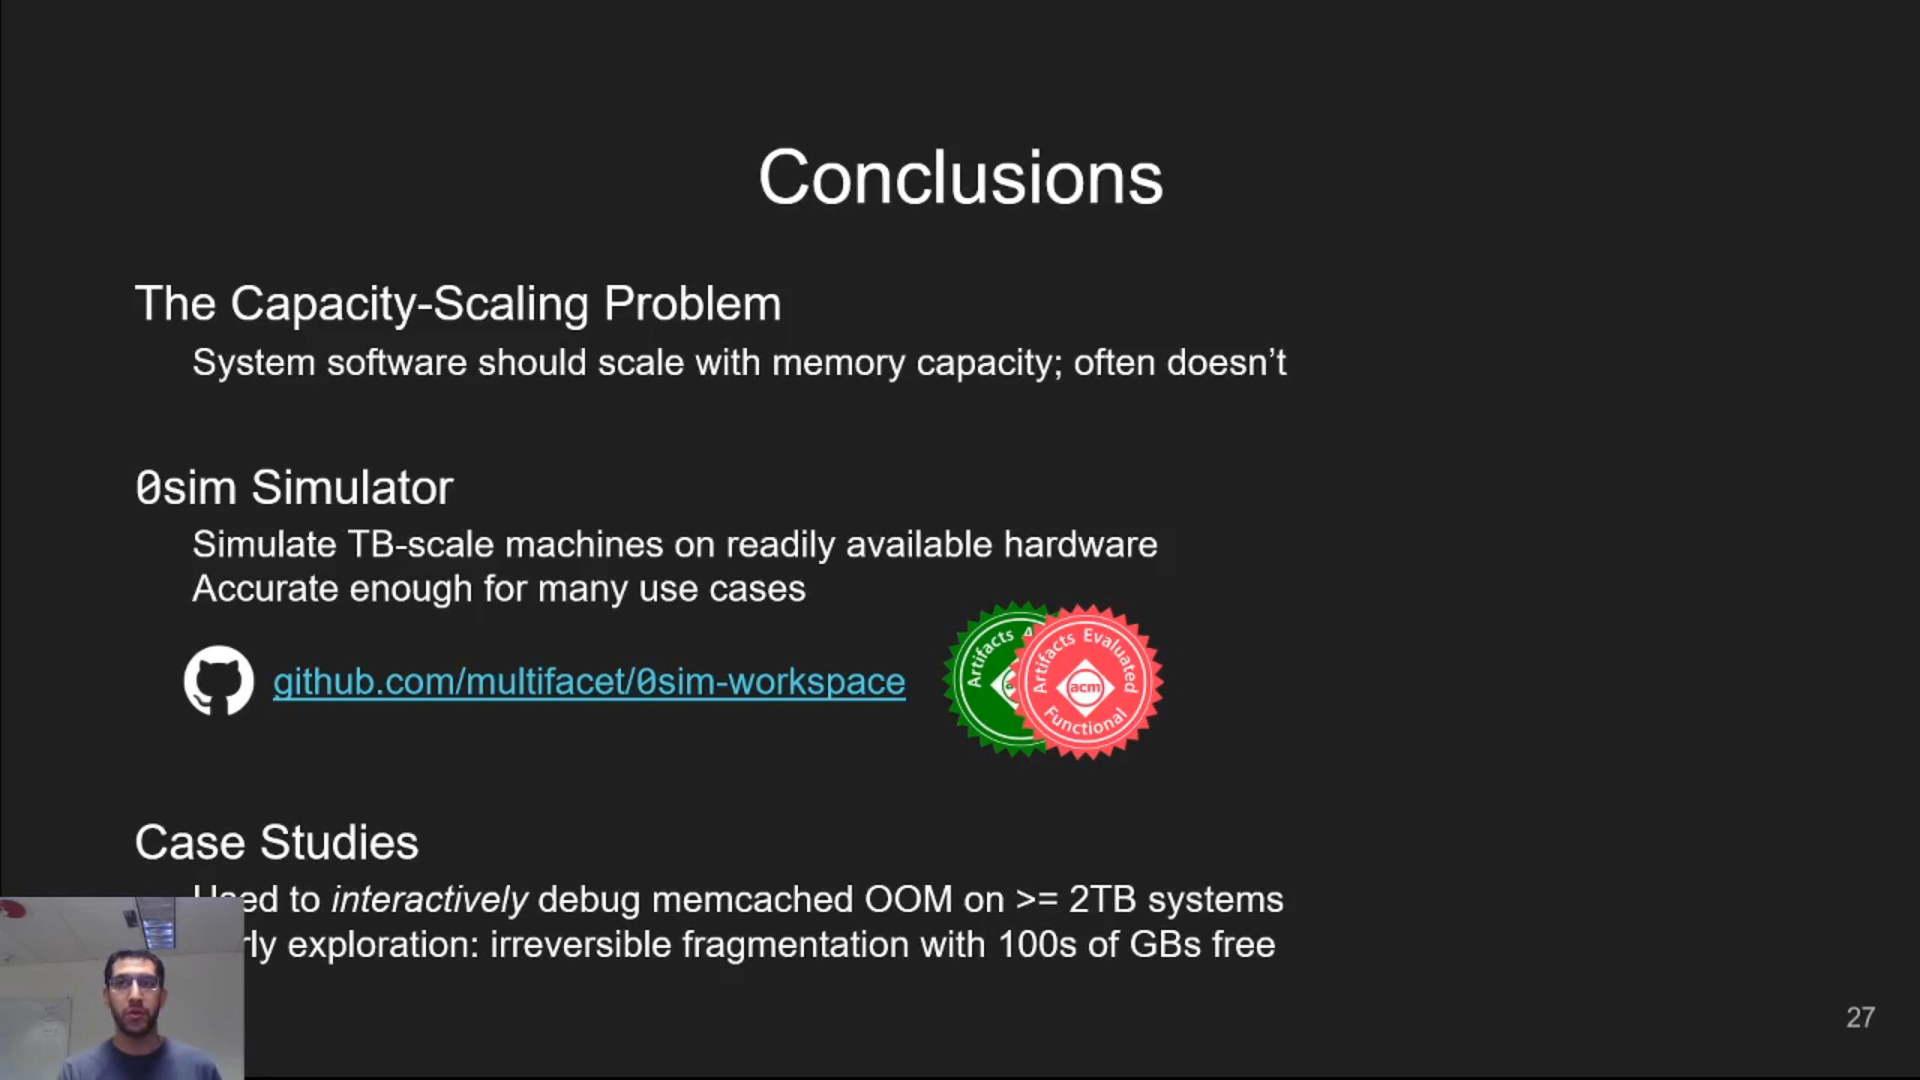 Conclusions
The Capacity-Scaling Problem
System software should scale with memory capacity; often doesn’t
0sim Simulator
Simulate TB-scale machines on readily available hardware
Accurate enough for many use cases
github.com/multifacet/0sim-workspace
Artifacts
Artifacts Evaluated
acm
Functional
Case Studies
to interactively debug memcached OOM on >= 2TB systems
exploration: irreversible fragmentation with 100s of GBs free
27